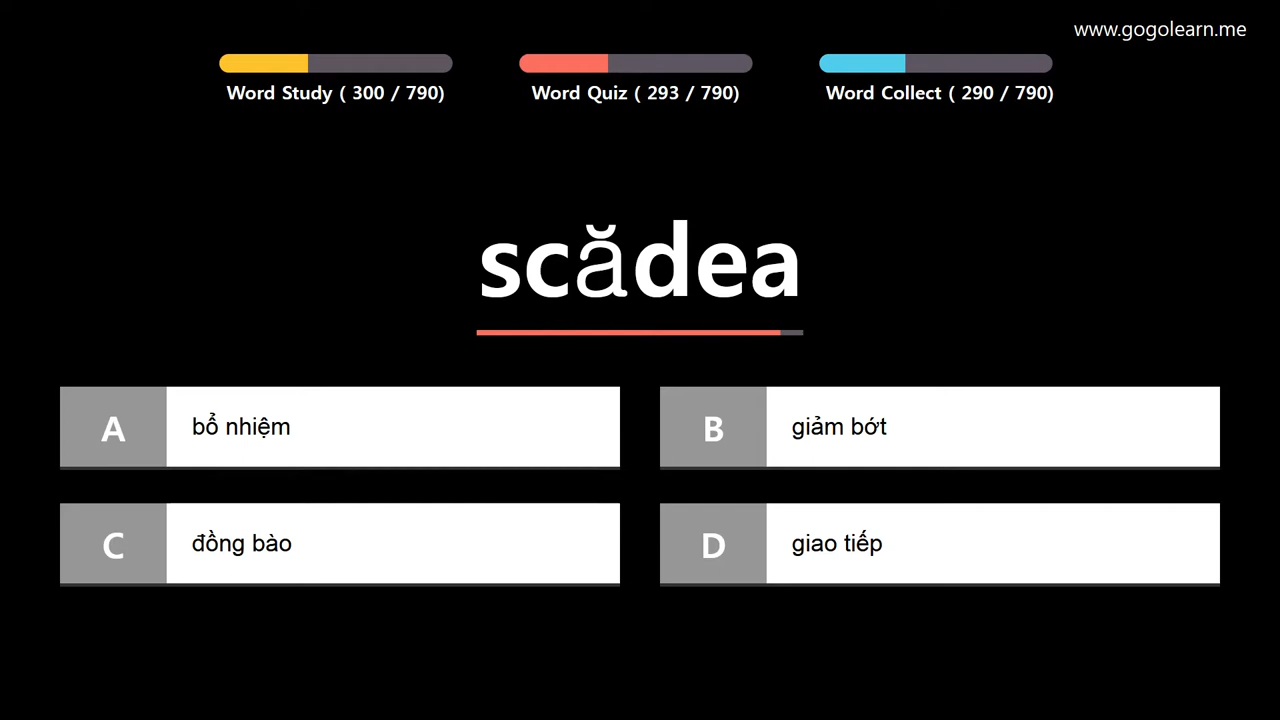 www.gogolearn.me
Word Study ( 300 / 790)
Word Quiz ( 293 / 790)
Word Collect ( 290 / 790)
scădea
A
bổ nhiệm
B
giảm bớt
C
đồng bào
D
giao tiếp